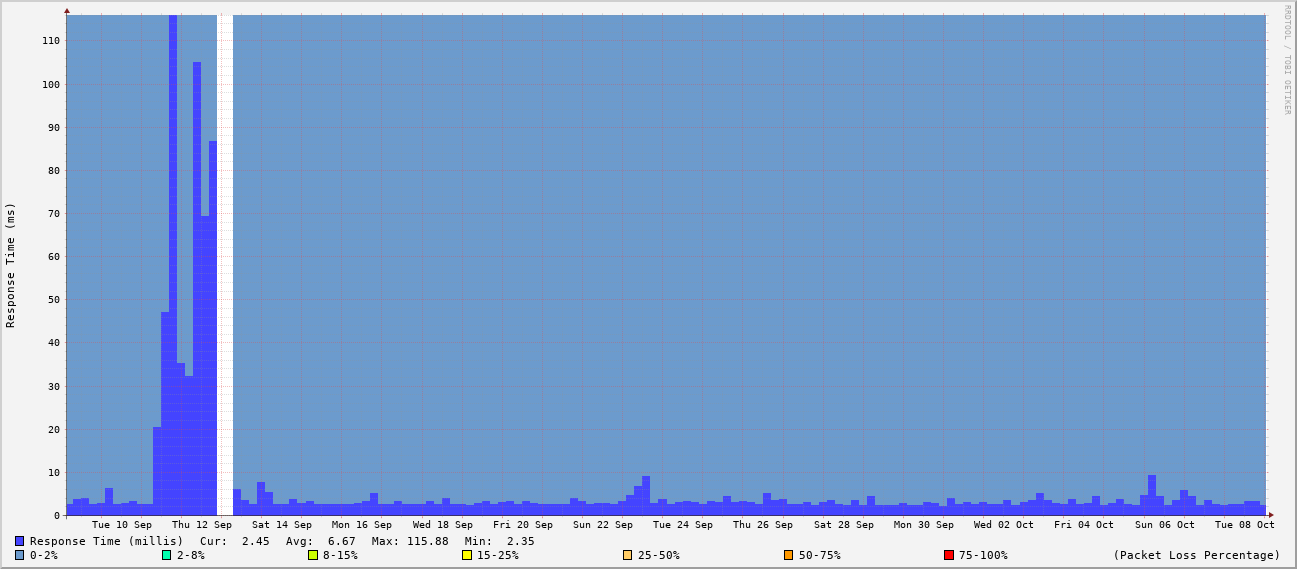 RRDTOOL / TOBI OETIKER
Response Time (ms)
110
100
90
80
70
60
50
40
30
20
10
0
Tue 10 Sep Thu 12 Sep Sat 14 Sep Mon 16 Sep Wed 18 Sep Fri 20 Sep Sun 22 Sep Tue 24 Sep Thu 26 Sep Sat 28 Sep Mon 30 Sep Wed 02 Oct Fri 04 Oct Sun 06 Oct Tue 08 Oct
Response Time (millis) Cur: 2.45 Avg: 6.67 Max: 115.88 Min: 2.35
0-2% 2-8% 8-15% 15-25% 25-50% 50-75% 75-100% (Packet Loss Percentage)